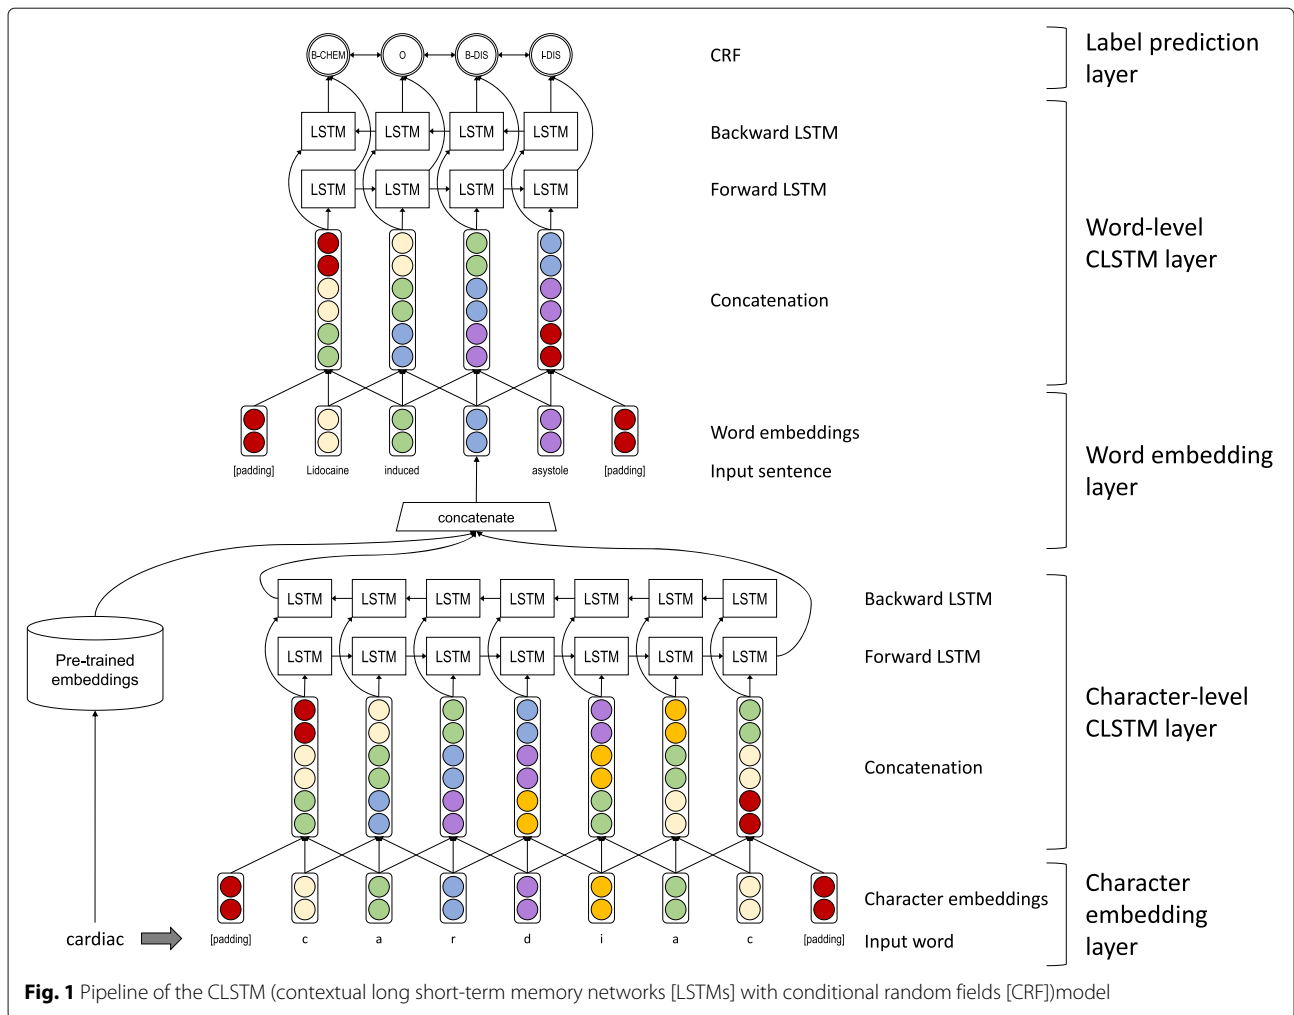 B-CHEM O B-DIS I-DIS CRF
Label prediction
layer
LSTM LSTM LSTM LSTM Backward LSTM
LSTM LSTM LSTM LSTM Forward LSTM
Word-level
CLSTM layer
Concatenation
Word embeddings
[padding] Lidocaine induced asystole [padding] Input sentence
Word embedding
layer
concatenate
LSTM LSTM LSTM LSTM LSTM LSTM LSTM Backward LSTM
LSTM LSTM LSTM LSTM LSTM LSTM LSTM Forward LSTM
Pre-trained
embeddings
Character-level
CLSTM layer
Concatenation
Character embeddings
Character
embedding
layer
cardiac [padding] c a r d i a c [padding] Input word
Fig. 1 Pipeline of the CLSTM (contextual long short-term memory networks [LSTMs] with conditional random fields [CRF])model